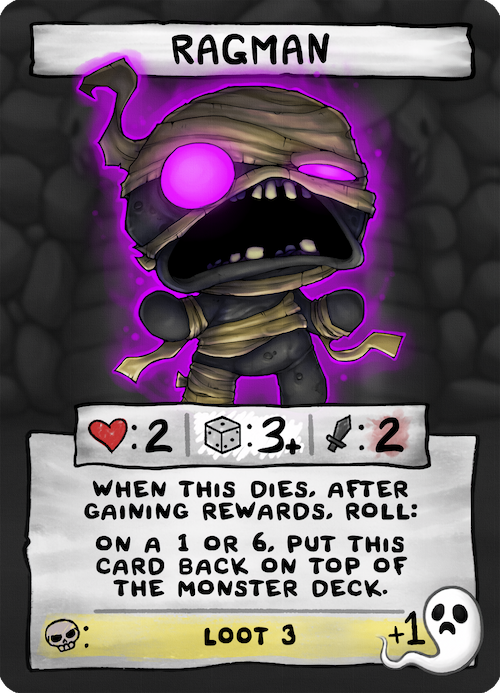 RAGMAN
:2 :3+ :2
WHEN THIS DIES, AFTER
GAINING REWARDS, ROLL:
ON A 1 OR 6, PUT THIS
CARD BACK ON TOP OF
THE MONSTER DECK.
: LOOT 3 +1